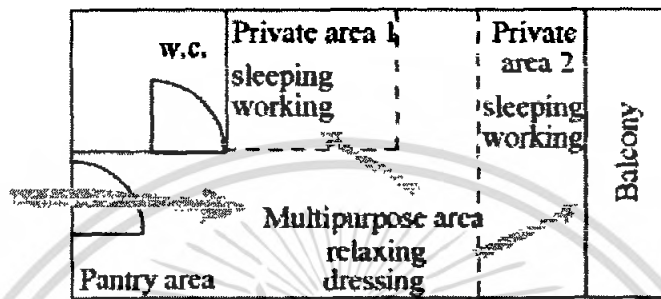 w.c.
Private area 1
sleeping
working
Private
area 2
sleeping
working
Balcony
Multipurpose area
relaxing
dressing
Pantry area